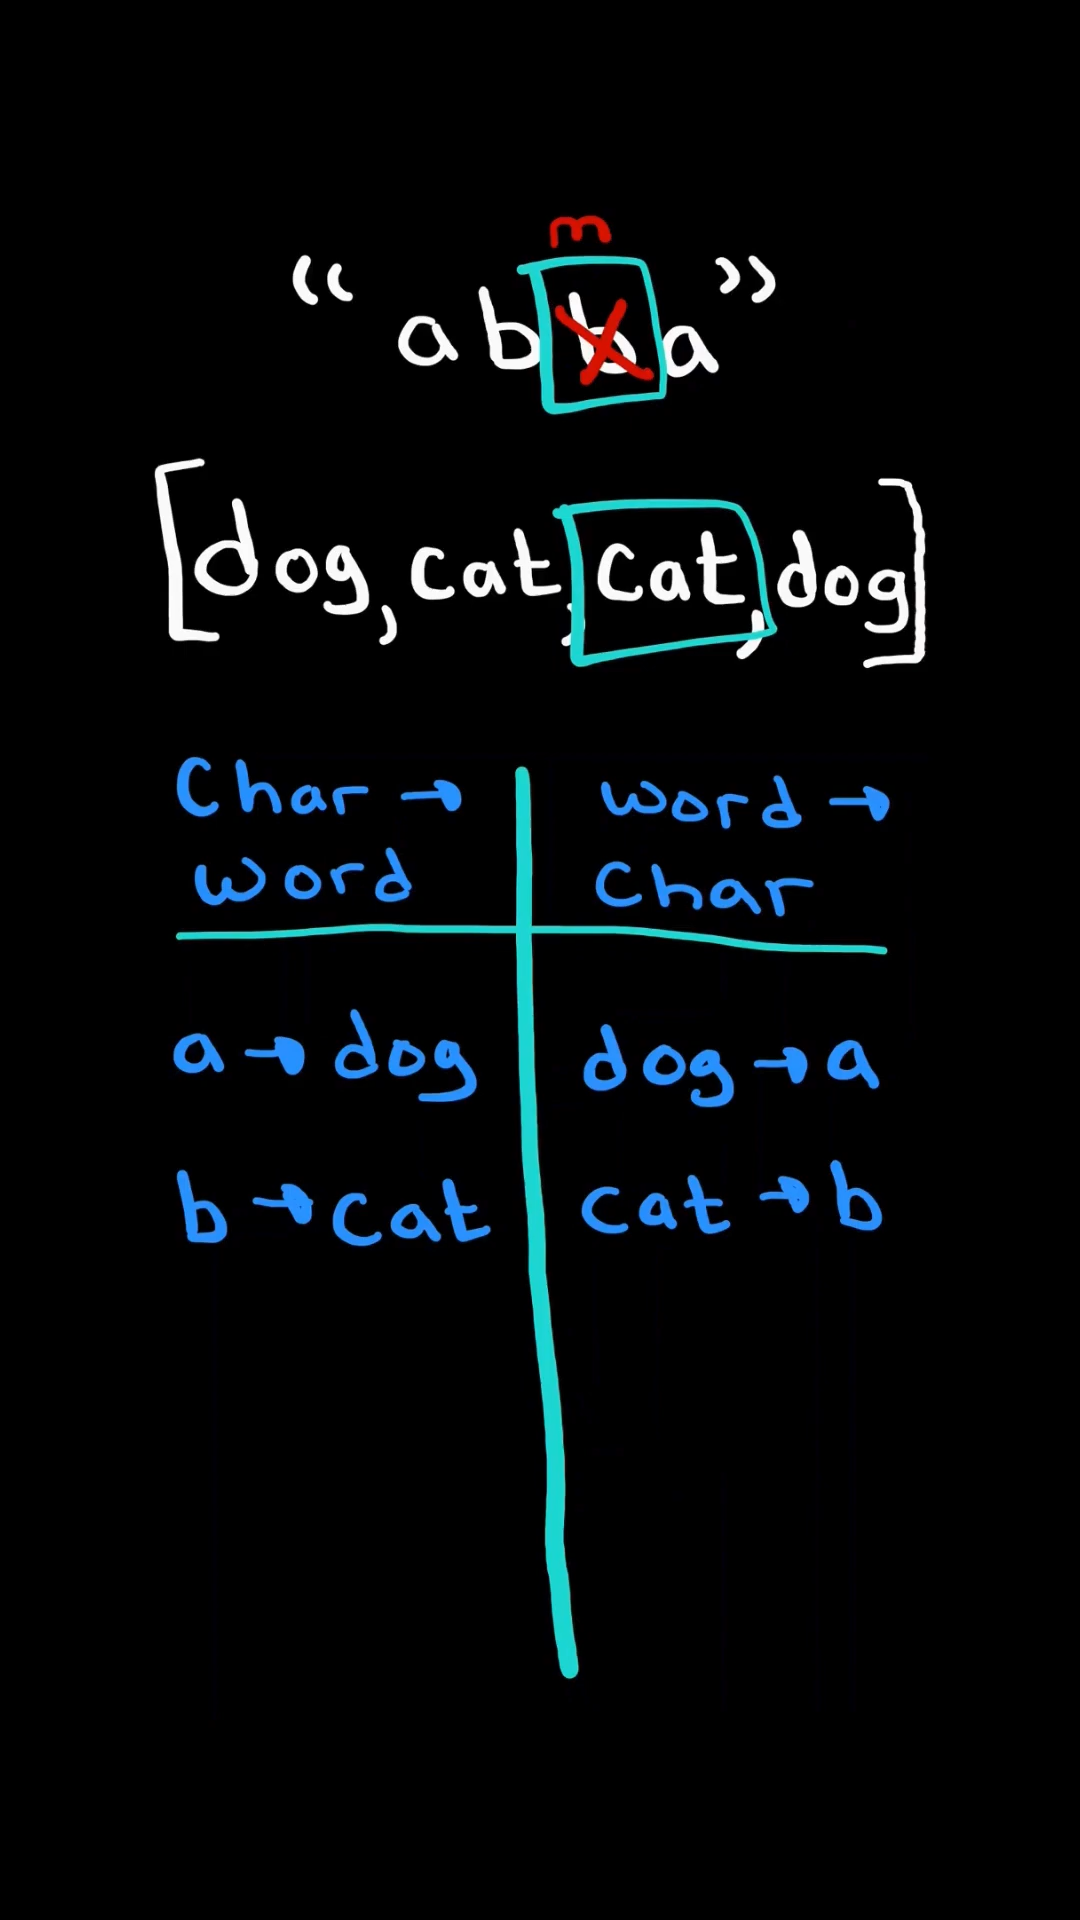 m
“ abba ”
[dog, cat, cat, dog]
Char → word →
word Char
a → dog dog → a
b → cat cat → b